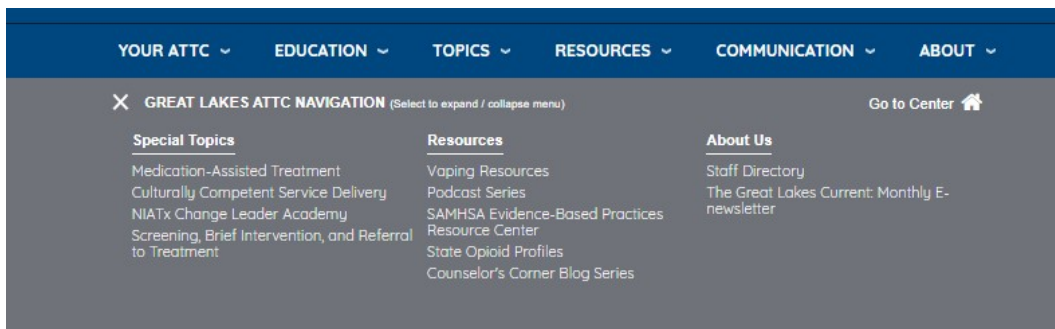 YOUR ATTC EDUCATION TOPICS RESOURCES COMMUNICATION ABOUT
GREAT LAKES ATTC NAVIGATION (Select to expand / collapse menu)
Go to Center
Special Topics
Medication-Assisted Treatment
Culturally Competent Service Delivery
NIATx Change Leader Academy
Screening, Brief Intervention, and Referral
to Treatment
Resources
Vaping Resources
Podcast Series
SAMHSA Evidence-Based Practices
Resource Center
State Opioid Profiles
Counselor's Corner Blog Series
About Us
Staff Directory
The Great Lakes Current: Monthly E-
newsletter